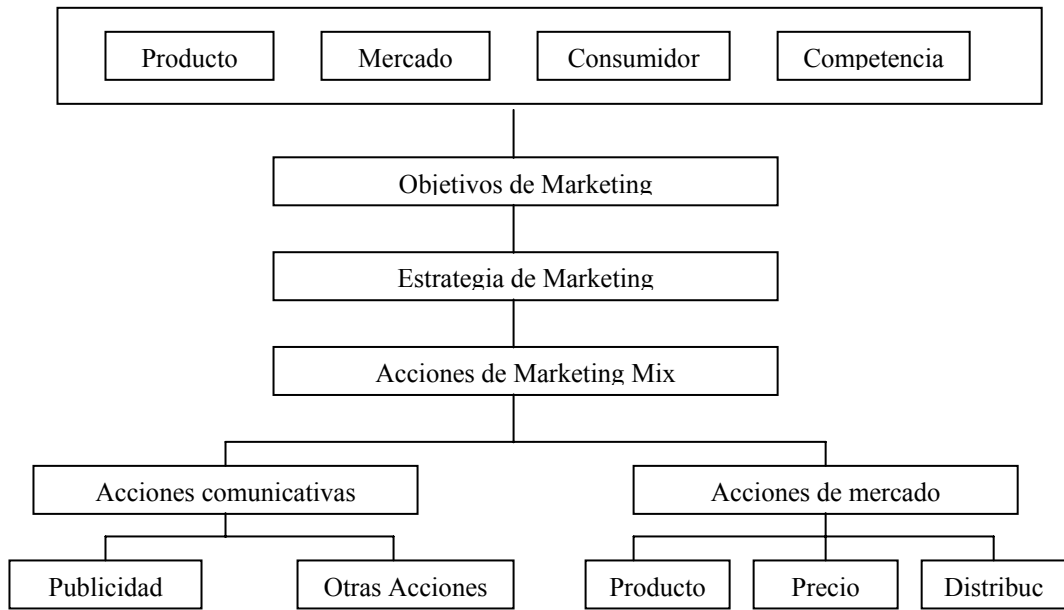 Producto Mercado Consumidor Competencia
Objetivos de Marketing
Estrategia de Marketing
Acciones de Marketing Mix
Acciones comunicativas Acciones de mercado
Publicidad Otras Acciones Producto Precio Distribuc